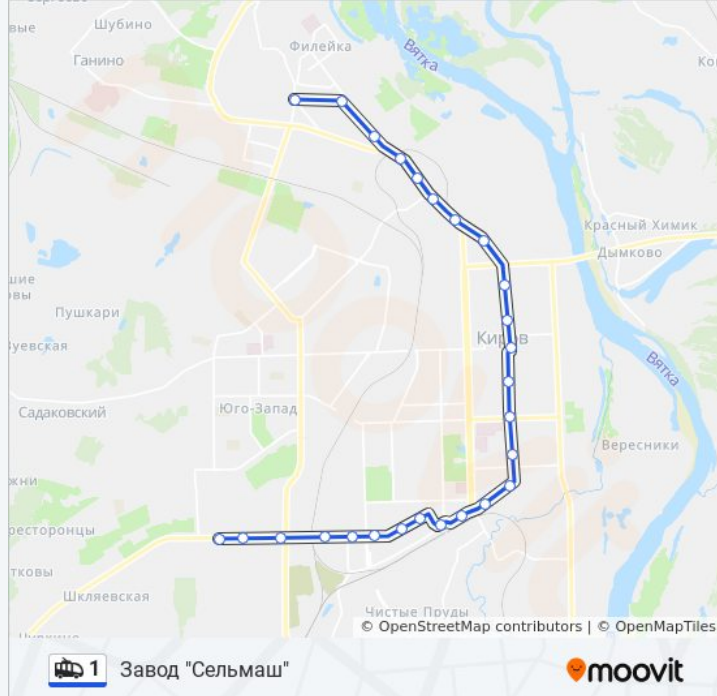 Шубино
Ганино
Филейка
Вятка
Красный Химик
Дымково
Пушкари
Киров
Вятка
Садаковский
Юго-Запад
Вересники
Шкляевская
Чистые Пруды
© OpenStreetMap contributors | © OpenMapTiles
1 Завод "Сельмаш"
moovit